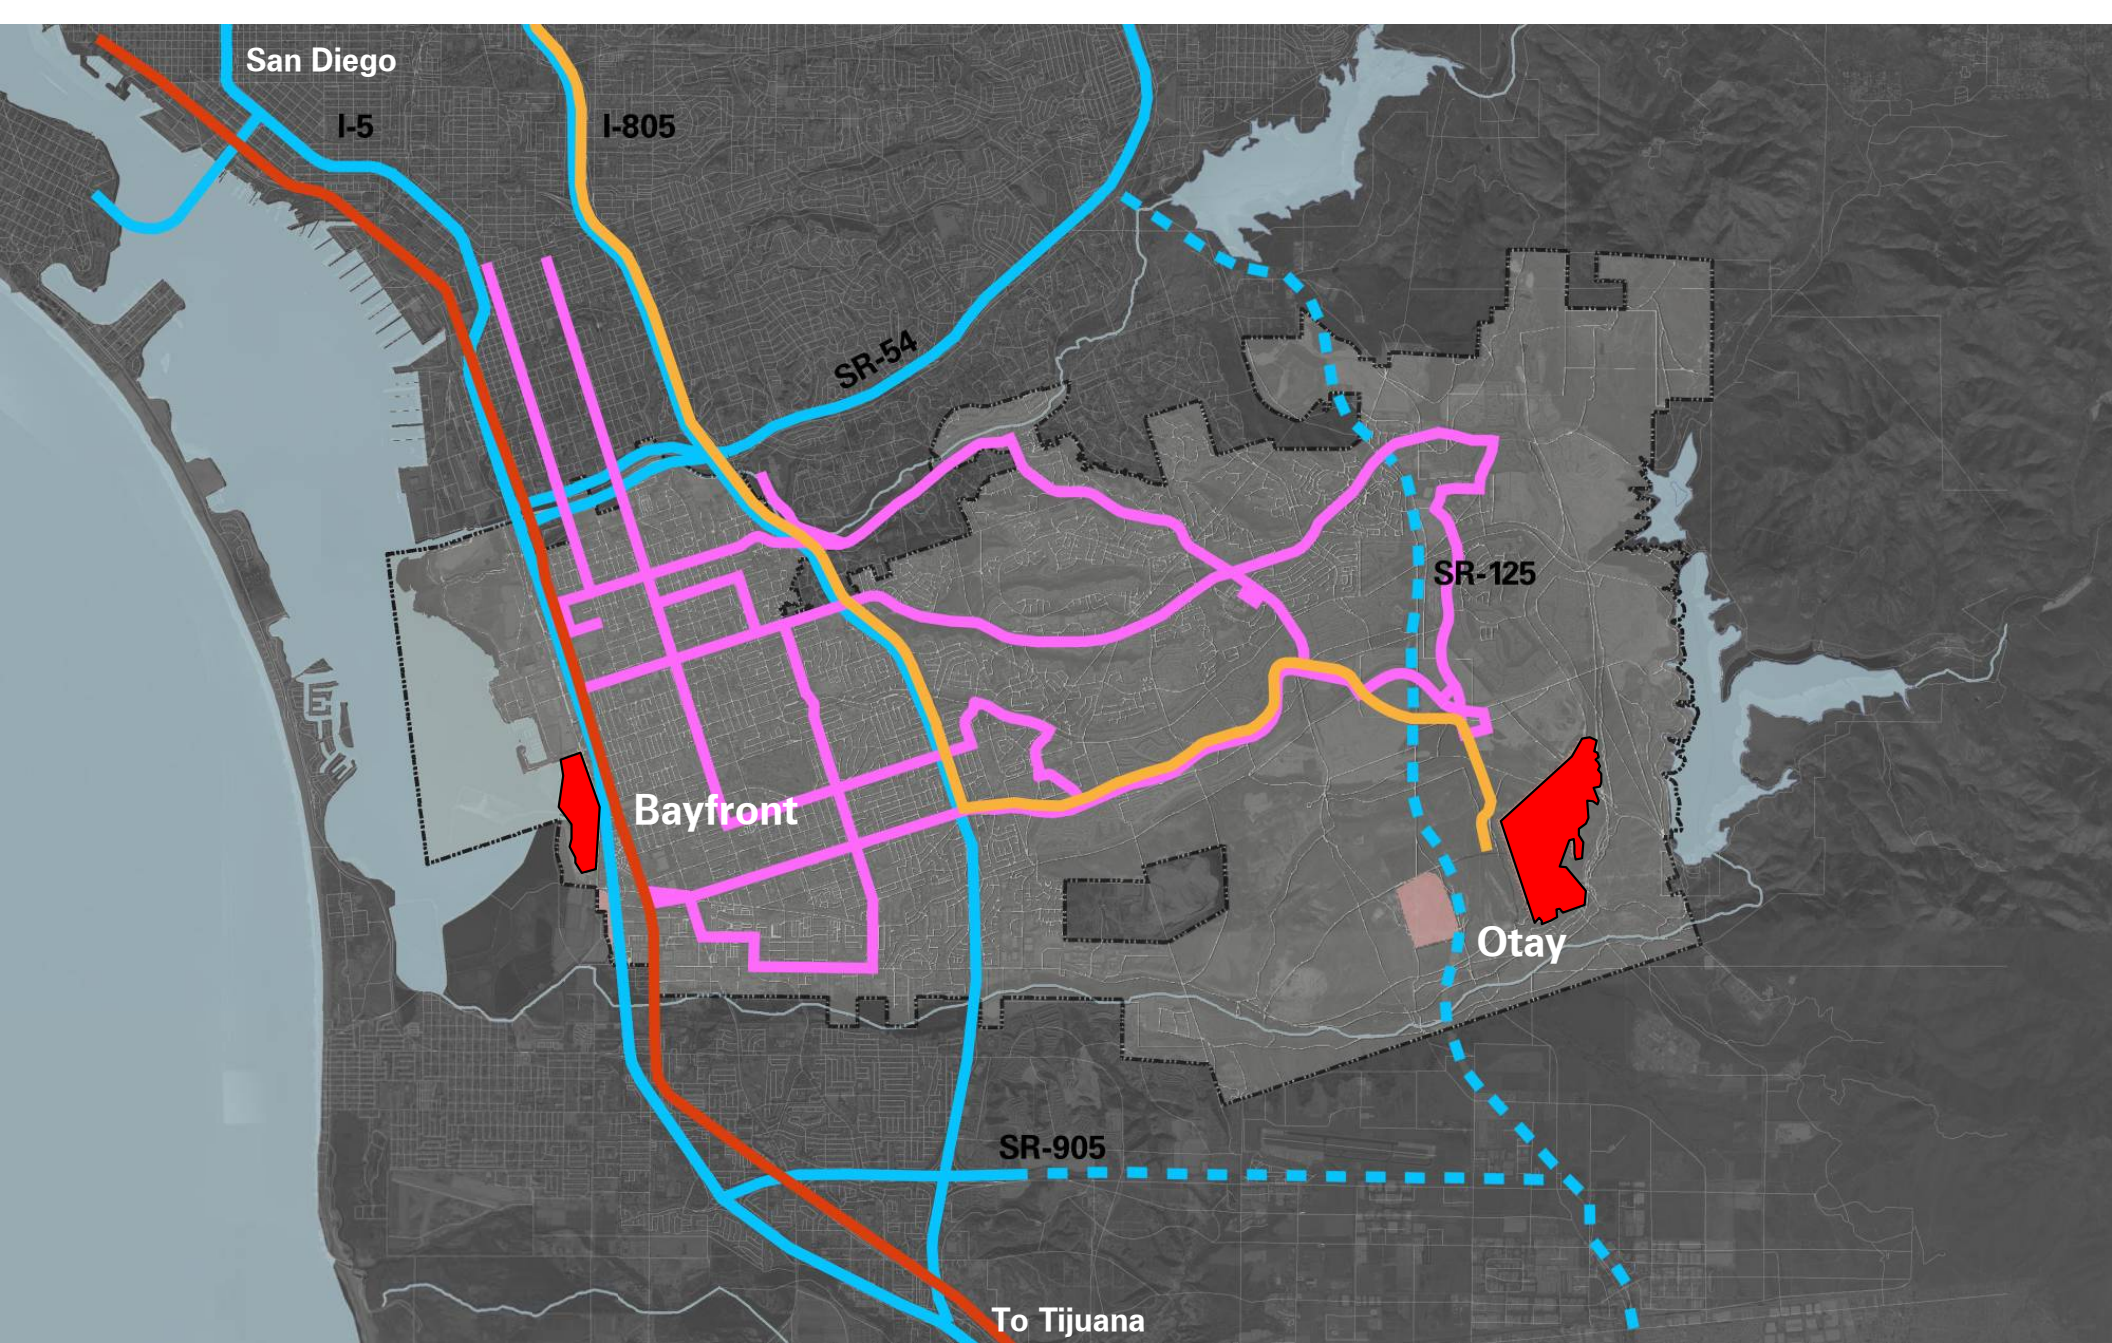 San Diego
I-5
I-805
SR-54
SR-125
Bayfront
Otay
SR-905
To Tijuana